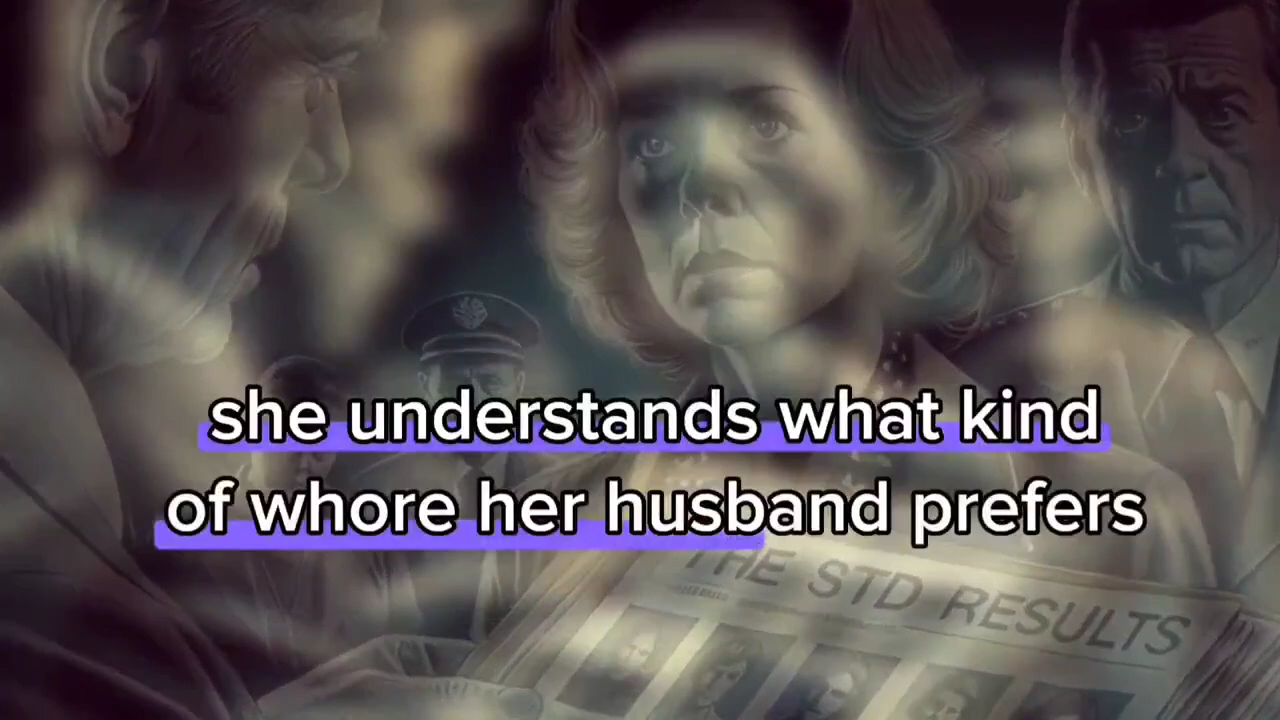 she understands what kind
of whore her husband prefers
THE STD RESULTS